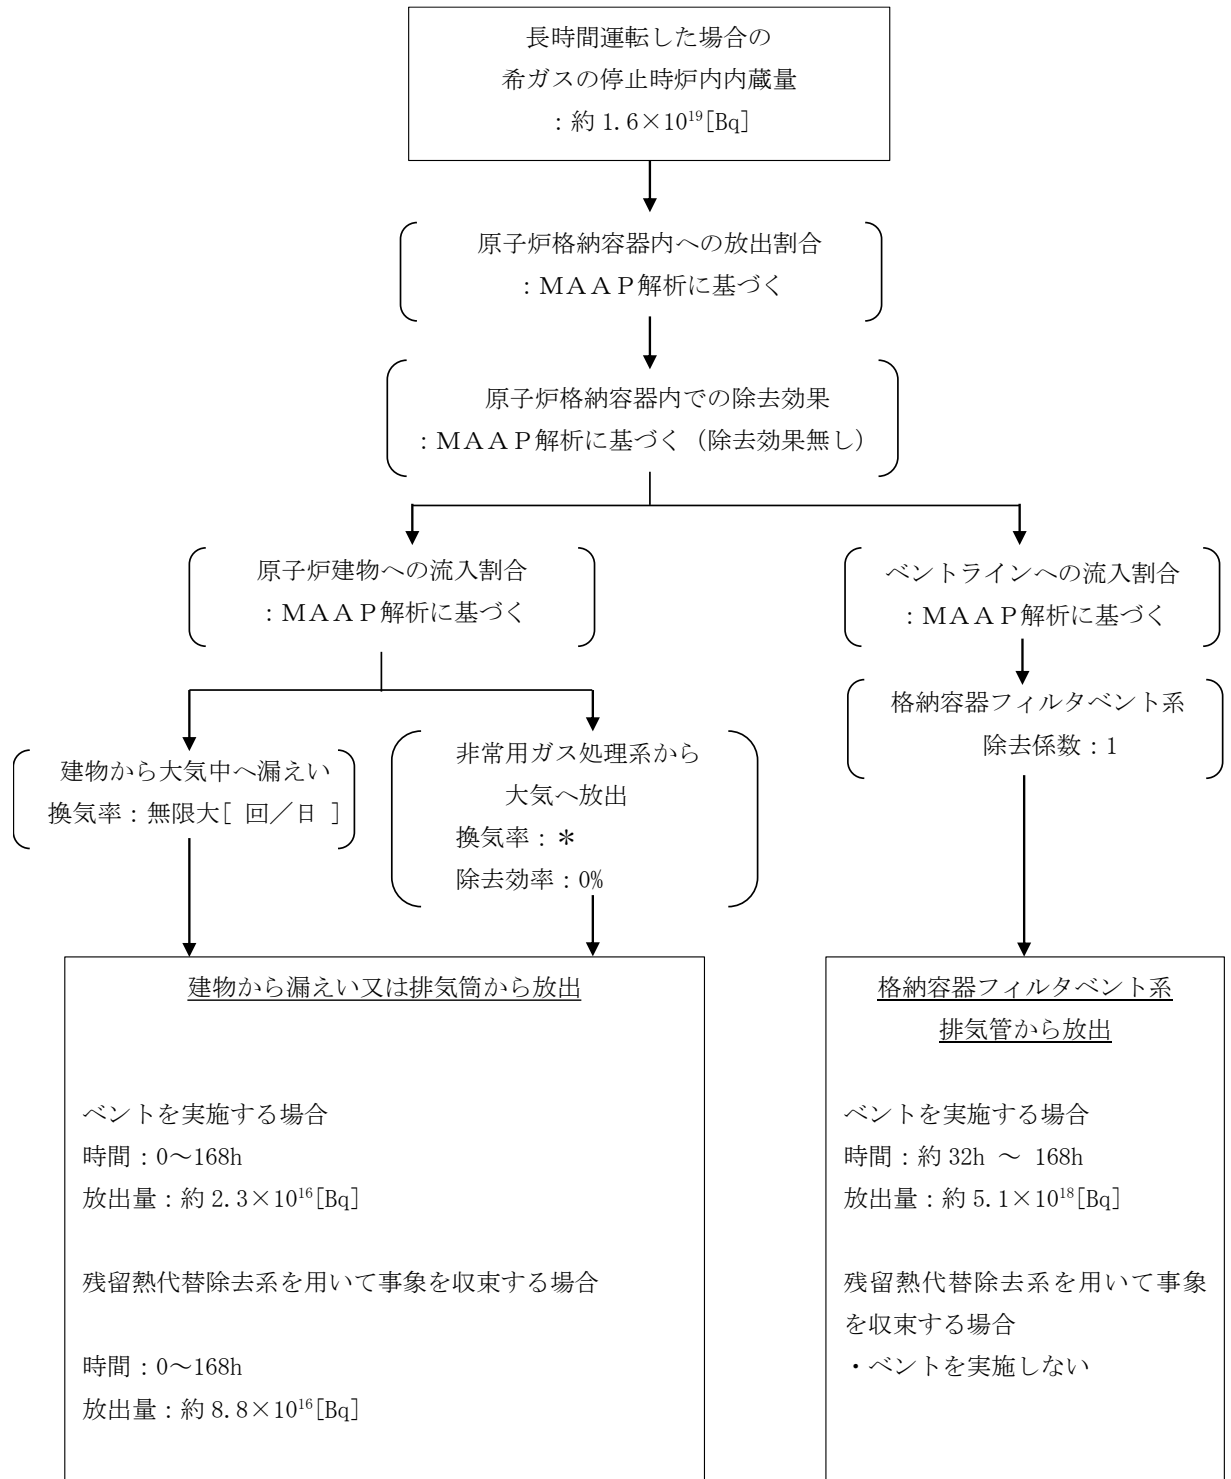 長時間運転した場合の
希ガスの停止時炉内内蔵量
：約 1.6×10¹⁹[Bq]
原子炉格納容器内への放出割合
：ＭＡＡＰ解析に基づく
原子炉格納容器内での除去効果
：ＭＡＡＰ解析に基づく（除去効果無し）
原子炉建物への流入割合
：ＭＡＡＰ解析に基づく
ベントラインへの流入割合
：ＭＡＡＰ解析に基づく
建物から大気中へ漏えい
換気率：無限大[ 回／日 ]
非常用ガス処理系から
大気へ放出
換気率：＊
除去効率：0%
格納容器フィルタベント系
除去係数：1
建物から漏えい又は排気筒から放出
ベントを実施する場合
時間：0～168h
放出量：約 2.3×10¹⁶[Bq]
残留熱代替除去系を用いて事象を収束する場合
時間：0～168h
放出量：約 8.8×10¹⁶[Bq]
格納容器フィルタベント系
排気管から放出
ベントを実施する場合
時間：約 32h ～ 168h
放出量：約 5.1×10¹⁸[Bq]
残留熱代替除去系を用いて事象
を収束する場合
・ベントを実施しない